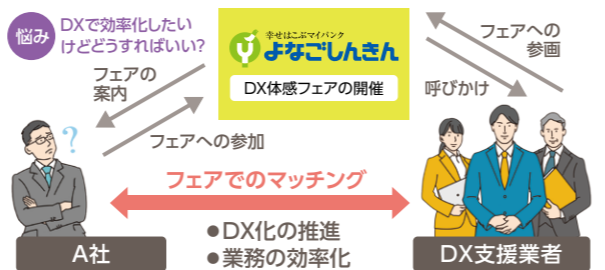 悩み
DXで効率化したい
けどどうすればいい?
幸せはこぶマイバンク
よなごしんきん
DX体感フェアの開催
フェアへの
参画
フェアの
案内
呼びかけ
フェアへの参加
?
フェアでのマッチング
●DX化の推進
●業務の効率化
A社
DX支援業者